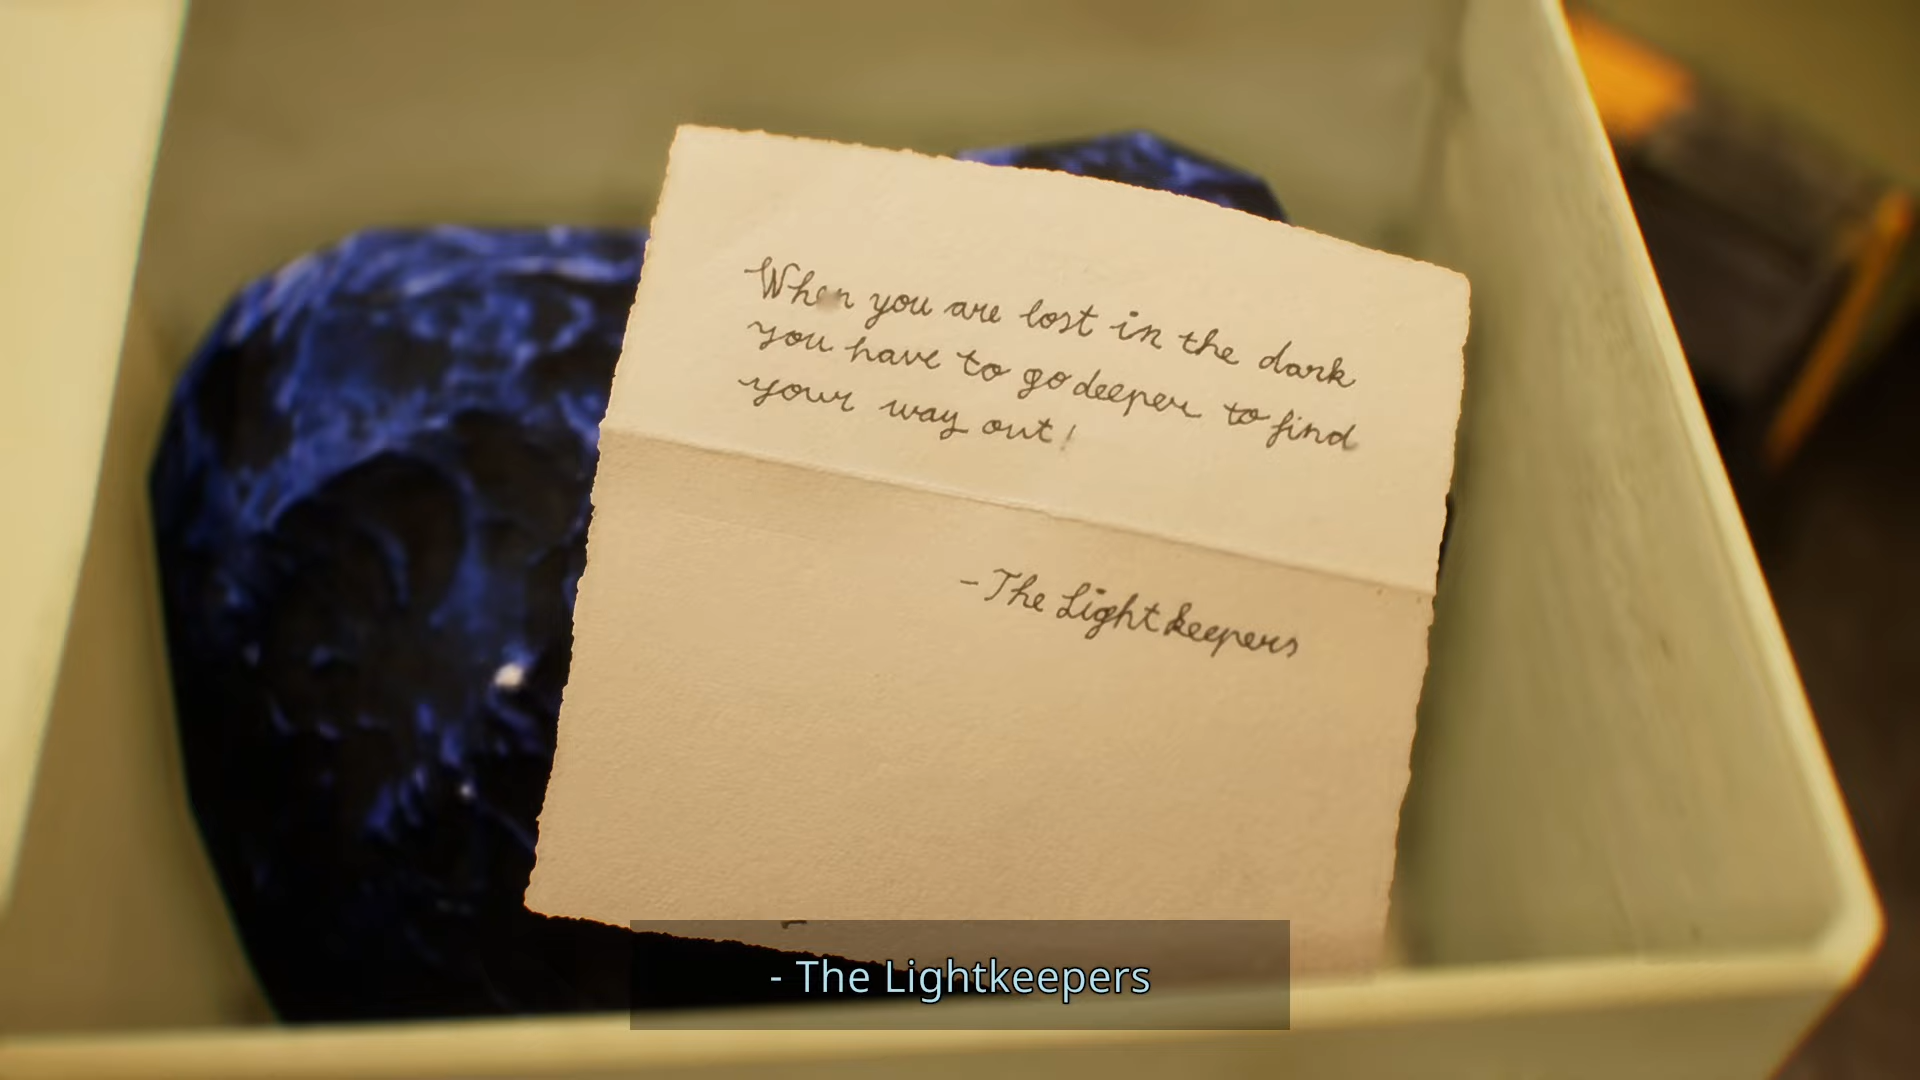 When you are lost in the dark
you have to go deeper to find
your way out!
- The Lightkeepers
- The Lightkeepers